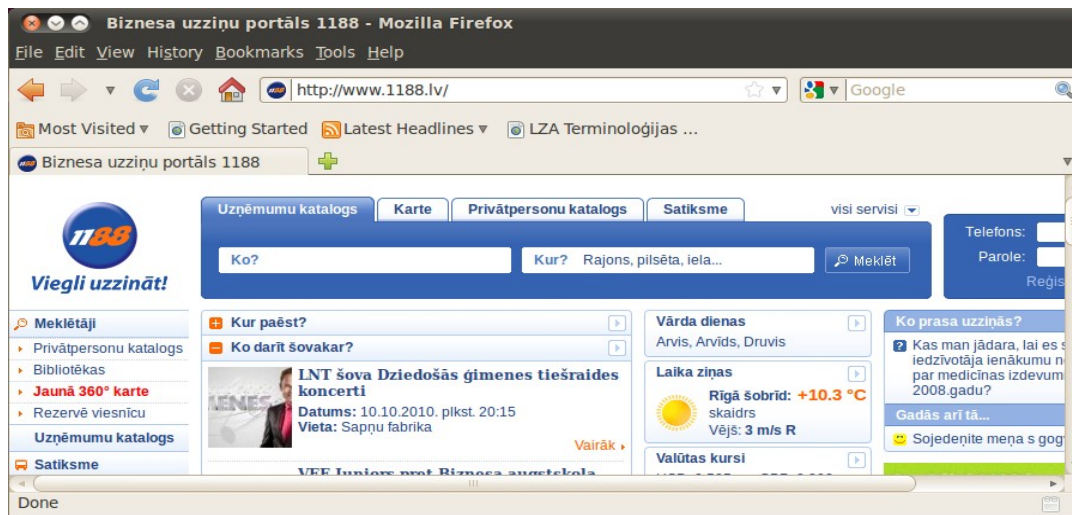 Biznesa uzziņu portāls 1188 - Mozilla Firefox
File Edit View History Bookmarks Tools Help
http://www.1188.lv/
Google
Most Visited Getting Started Latest Headlines LZA Terminoloģijas ...
Biznesa uzziņu portāls 1188
Uzņēmumu katalogs Karte Privātpersonu katalogs Satiksme visi servisi
1188
Viegli uzzināt!
Ko? Kur? Rajons, pilsēta, iela... Meklēt
Telefons:
Parole:
Meklētāji
Privātpersonu katalogs
Bibliotēkas
Jaunā 360° karte
Rezervē viesnīcu
Uzņēmumu katalogs
Satiksme
Kur paēst?
Ko darīt šovakar?
LNT šova Dziedošās ģimenes tiešraides
koncerti
Datums: 10.10.2010. plkst. 20:15
Vieta: Sapņu fabrika
Vairāk
VEF Juniors pret Biznesa augstskola
Vārda dienas
Arvis, Arvīds, Druvis
Laika ziņas
Rīgā šobrīd: +10.3 °C
skaidrs
Vējš: 3 m/s R
Valūtas kursi
Ko prasa uzziņās?
Kas man jādara, lai es
iedzīvotāja ienākumu
par medicīnas
2008.gadu?
Gadās arī tā...
Sojedeņite meņa s
Done